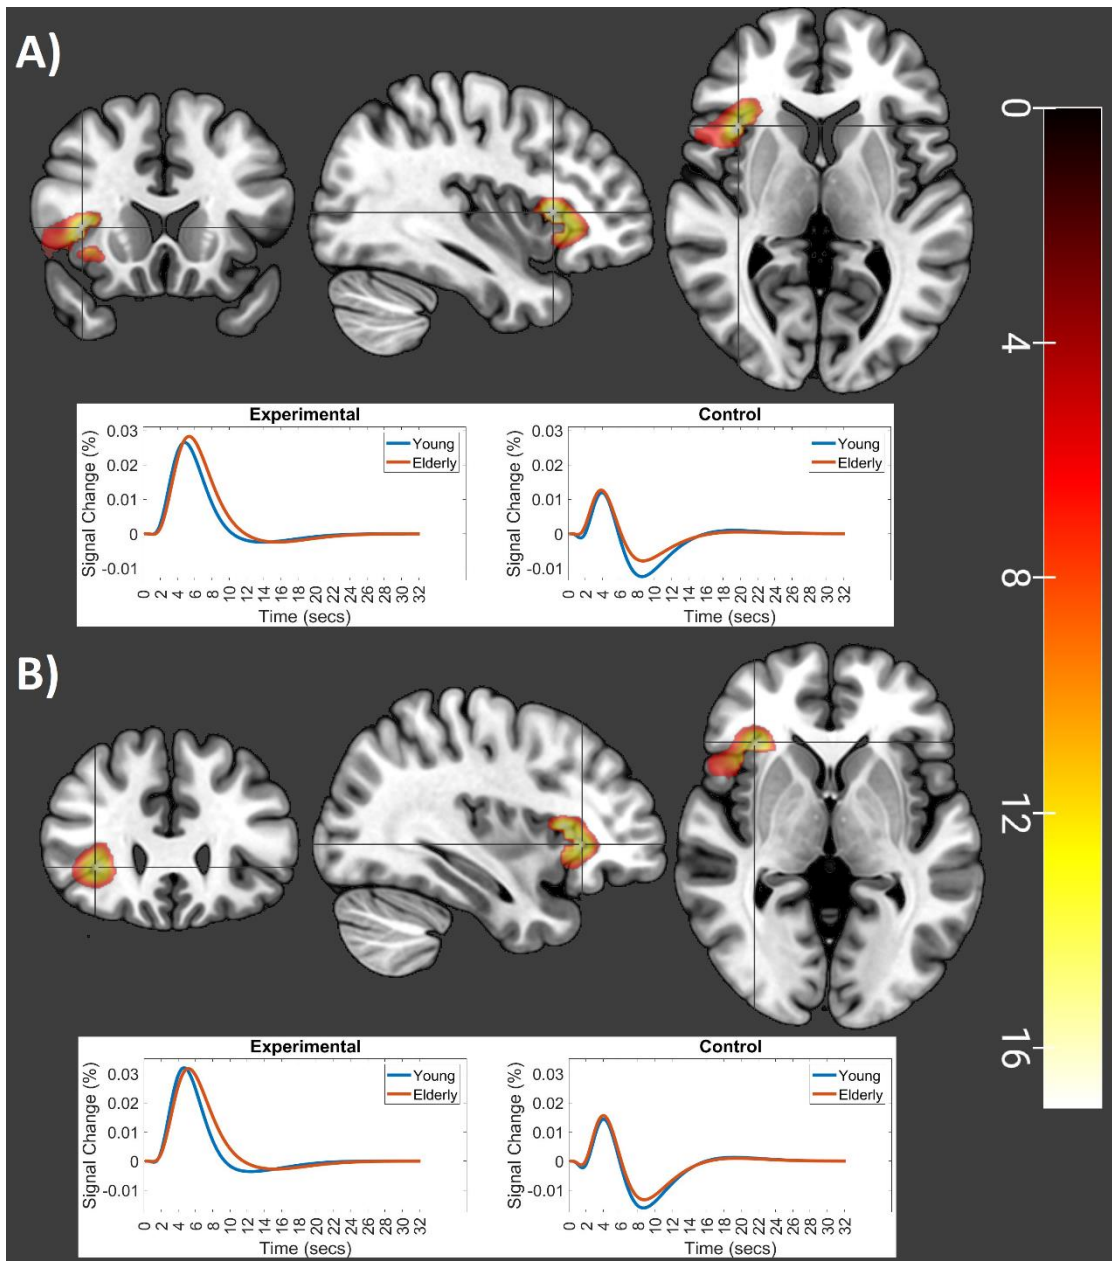 A)
0
4
8
12
16
Experimental
Signal Change (%)
0.03
0.02
0.01
0
-0.01
Young
Elderly
0 2 4 6 8 10 12 14 16 18 20 22 24 26 28 30 32
Time (secs)
Control
Signal Change (%)
0.03
0.02
0.01
0
-0.01
Young
Elderly
0 2 4 6 8 10 12 14 16 18 20 22 24 26 28 30 32
Time (secs)
B)
Experimental
Signal Change (%)
0.03
0.02
0.01
0
-0.01
Young
Elderly
0 2 4 6 8 10 12 14 16 18 20 22 24 26 28 30 32
Time (secs)
Control
Signal Change (%)
0.03
0.02
0.01
0
-0.01
Young
Elderly
0 2 4 6 8 10 12 14 16 18 20 22 24 26 28 30 32
Time (secs)